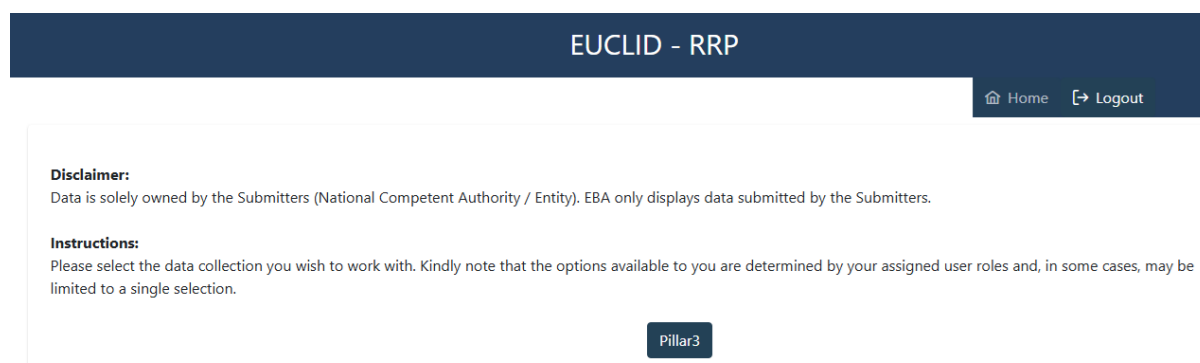 EUCLID - RRP
Home Logout
Disclaimer:
Data is solely owned by the Submitters (National Competent Authority / Entity). EBA only displays data submitted by the Submitters.
Instructions:
Please select the data collection you wish to work with. Kindly note that the options available to you are determined by your assigned user roles and, in some cases, may be
limited to a single selection.
Pillar3